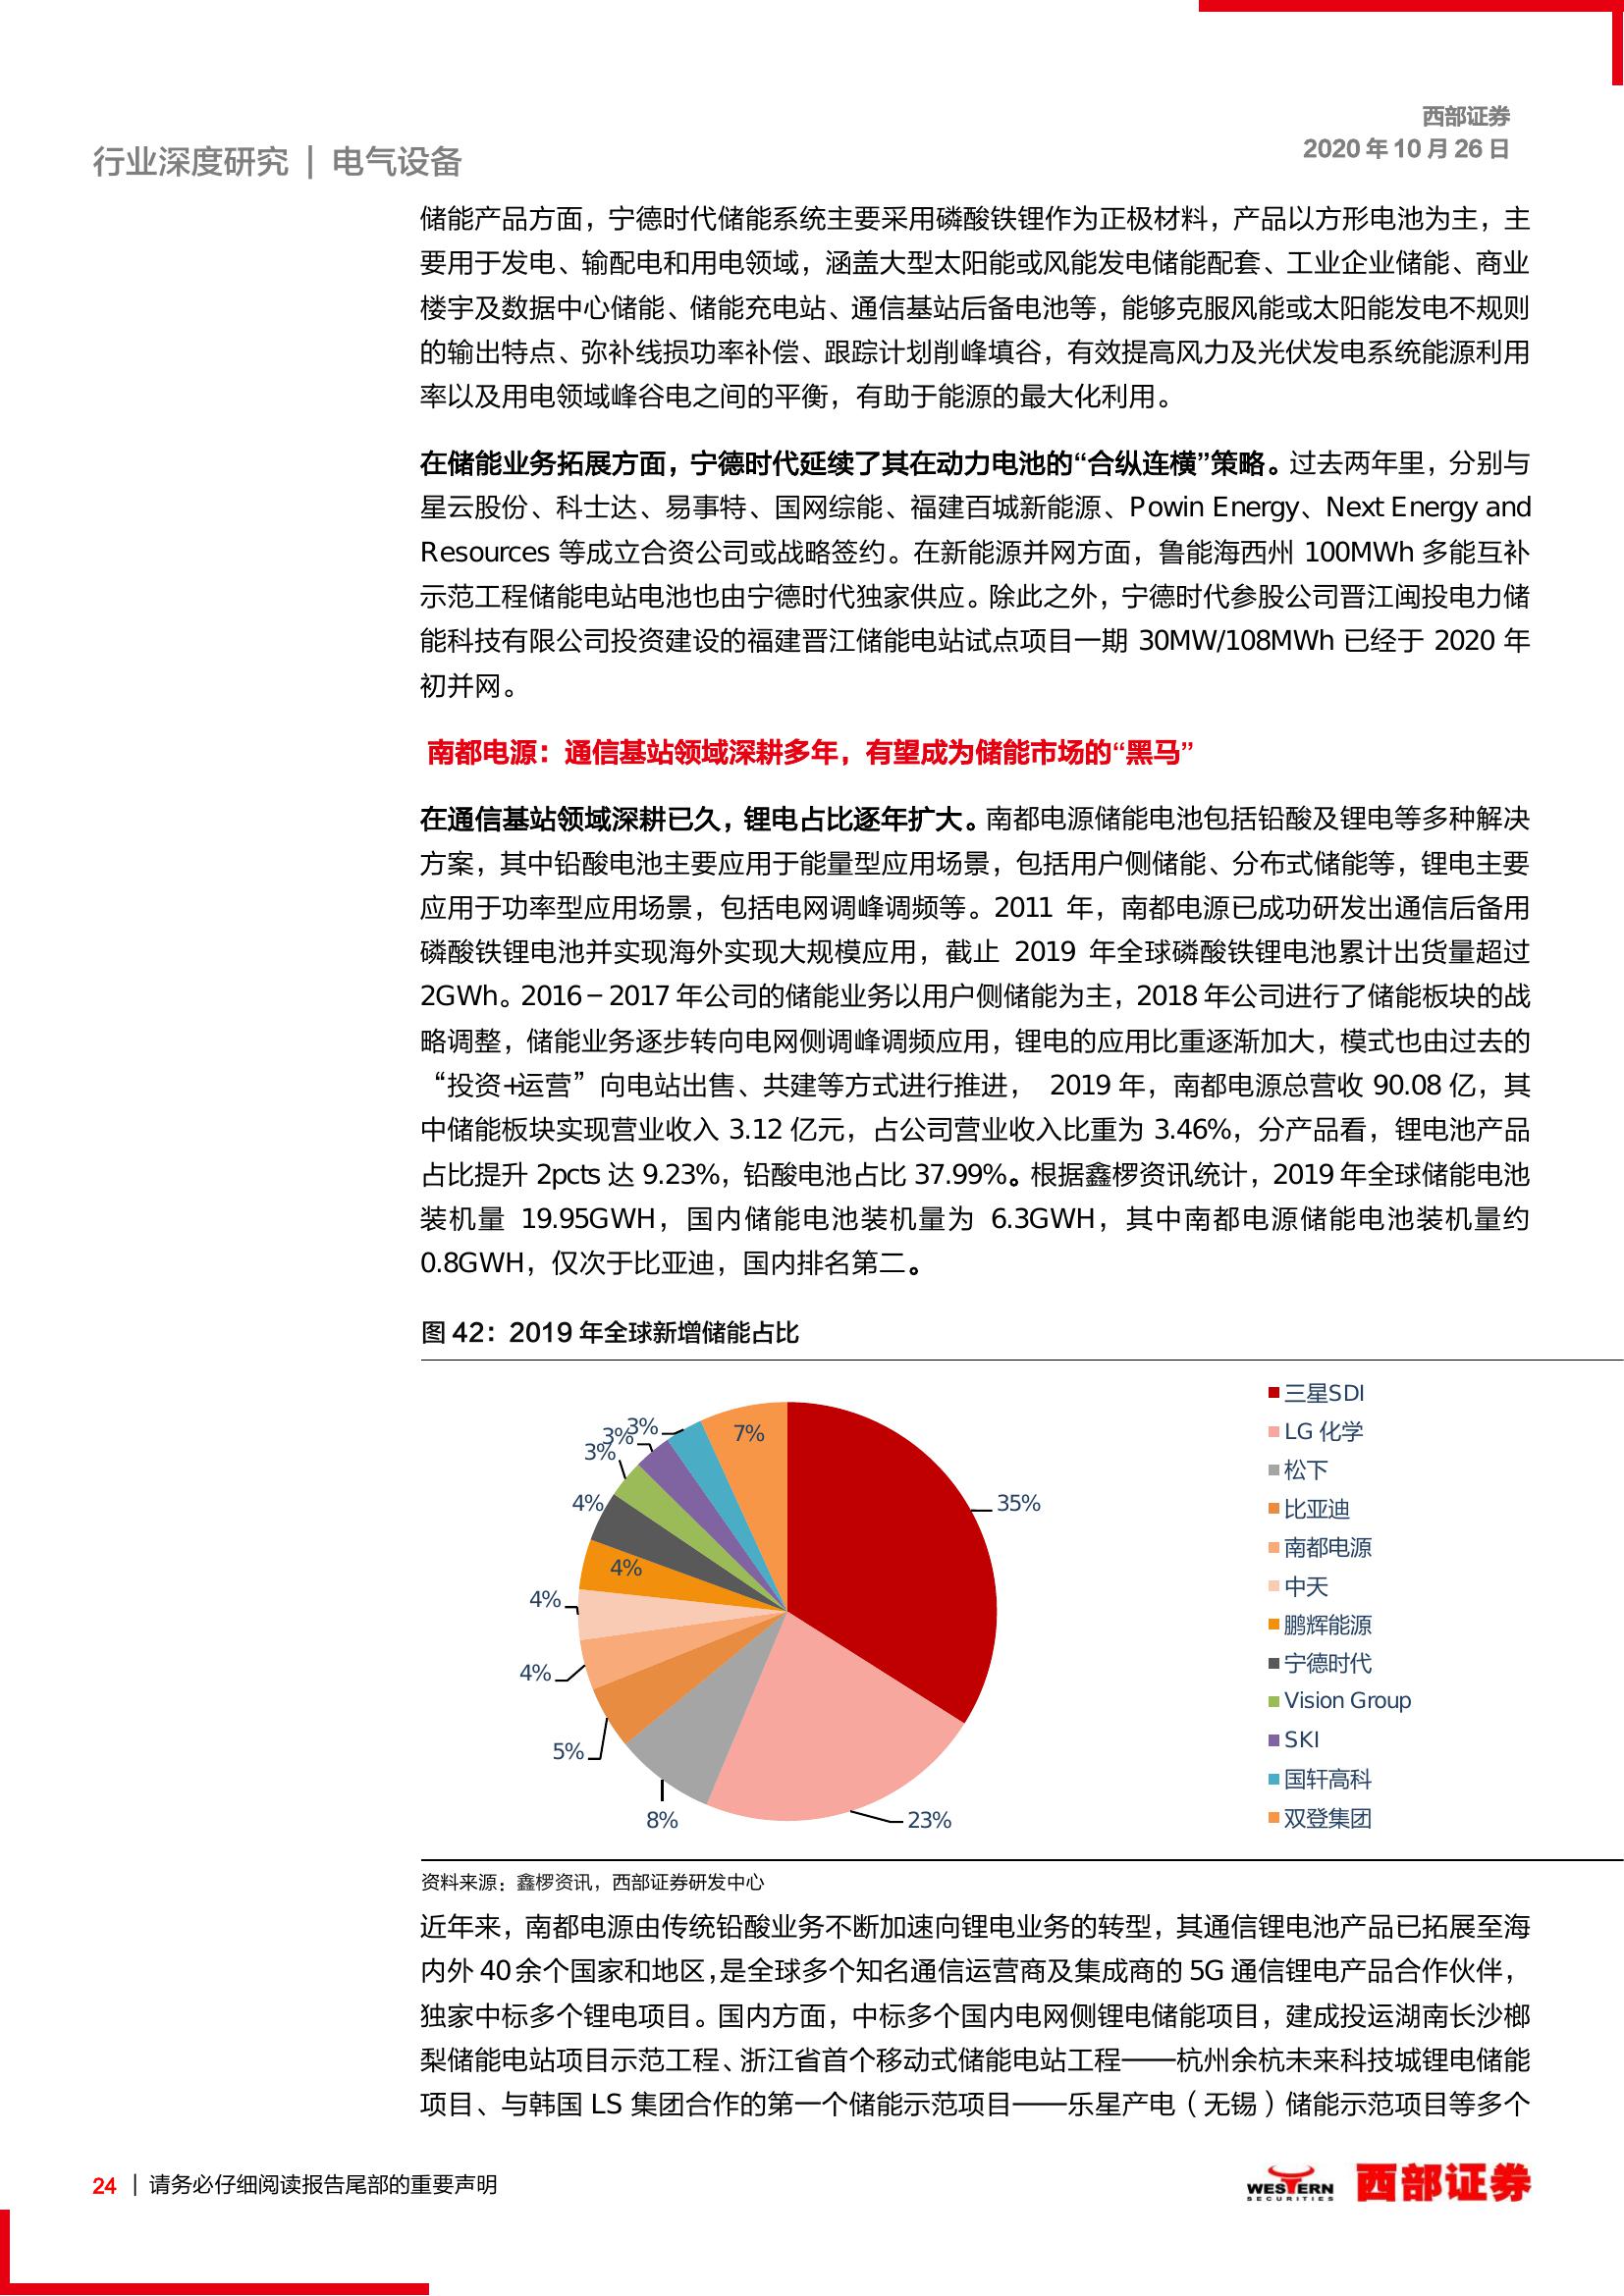 西部证券
2020 年 10 月 26 日
行业深度研究 | 电气设备
储能产品方面，宁德时代储能系统主要采用磷酸铁锂作为正极材料，产品以方形电池为主，主
要用于发电、输配电和用电领域，涵盖大型太阳能或风能发电储能配套、工业企业储能、商业
楼宇及数据中心储能、储能充电站、通信基站后备电池等，能够克服风能或太阳能发电不规则
的输出特点、弥补线损功率补偿、跟踪计划削峰填谷，有效提高风力及光伏发电系统能源利用
率以及用电领域峰谷电之间的平衡，有助于能源的最大化利用。
在储能业务拓展方面，宁德时代延续了其在动力电池的“合纵连横”策略。过去两年里，分别与
星云股份、科士达、易事特、国网综能、福建百城新能源、Powin Energy、Next Energy and
Resources 等成立合资公司或战略签约。在新能源并网方面，鲁能海西州 100MWh 多能互补
示范工程储能电站电池也由宁德时代独家供应。除此之外，宁德时代参股公司晋江闽投电力储
能科技有限公司投资建设的福建晋江储能电站试点项目一期 30MW/108MWh 已经于 2020 年
初并网。
南都电源：通信基站领域深耕多年，有望成为储能市场的“黑马”
在通信基站领域深耕已久，锂电占比逐年扩大。南都电源储能电池包括铅酸及锂电等多种解决
方案，其中铅酸电池主要应用于能量型应用场景，包括用户侧储能、分布式储能等，锂电主要
应用于功率型应用场景，包括电网调峰调频等。2011 年，南都电源已成功研发出通信后备用
磷酸铁锂电池并实现海外实现大规模应用，截止 2019 年全球磷酸铁锂电池累计出货量超过
2GWh。2016－2017 年公司的储能业务以用户侧储能为主，2018 年公司进行了储能板块的战
略调整，储能业务逐步转向电网侧调峰调频应用，锂电的应用比重逐渐加大，模式也由过去的
“投资+运营”向电站出售、共建等方式进行推进， 2019 年，南都电源总营收 90.08 亿，其
中储能板块实现营业收入 3.12 亿元，占公司营业收入比重为 3.46%，分产品看，锂电池产品
占比提升 2pcts 达 9.23%，铅酸电池占比 37.99%。根据鑫椤资讯统计，2019 年全球储能电池
装机量 19.95GWH，国内储能电池装机量为 6.3GWH，其中南都电源储能电池装机量约
0.8GWH，仅次于比亚迪，国内排名第二。
图 42：2019 年全球新增储能占比
35%
23%
8%
5%
4%
4%
4%
4%
3%
3%
3%
7%
三星SDI
LG 化学
松下
比亚迪
南都电源
中天
鹏辉能源
宁德时代
Vision Group
SKI
国轩高科
双登集团
资料来源：鑫椤资讯，西部证券研发中心
近年来，南都电源由传统铅酸业务不断加速向锂电业务的转型，其通信锂电池产品已拓展至海
内外 40 余个国家和地区，是全球多个知名通信运营商及集成商的 5G 通信锂电产品合作伙伴，
独家中标多个锂电项目。国内方面，中标多个国内电网侧锂电储能项目，建成投运湖南长沙榔
梨储能电站项目示范工程、浙江省首个移动式储能电站工程——杭州余杭未来科技城锂电储能
项目、与韩国 LS 集团合作的第一个储能示范项目——乐星产电（无锡）储能示范项目等多个
24 | 请务必仔细阅读报告尾部的重要声明
WESTERN
SECURITIES
西部证券